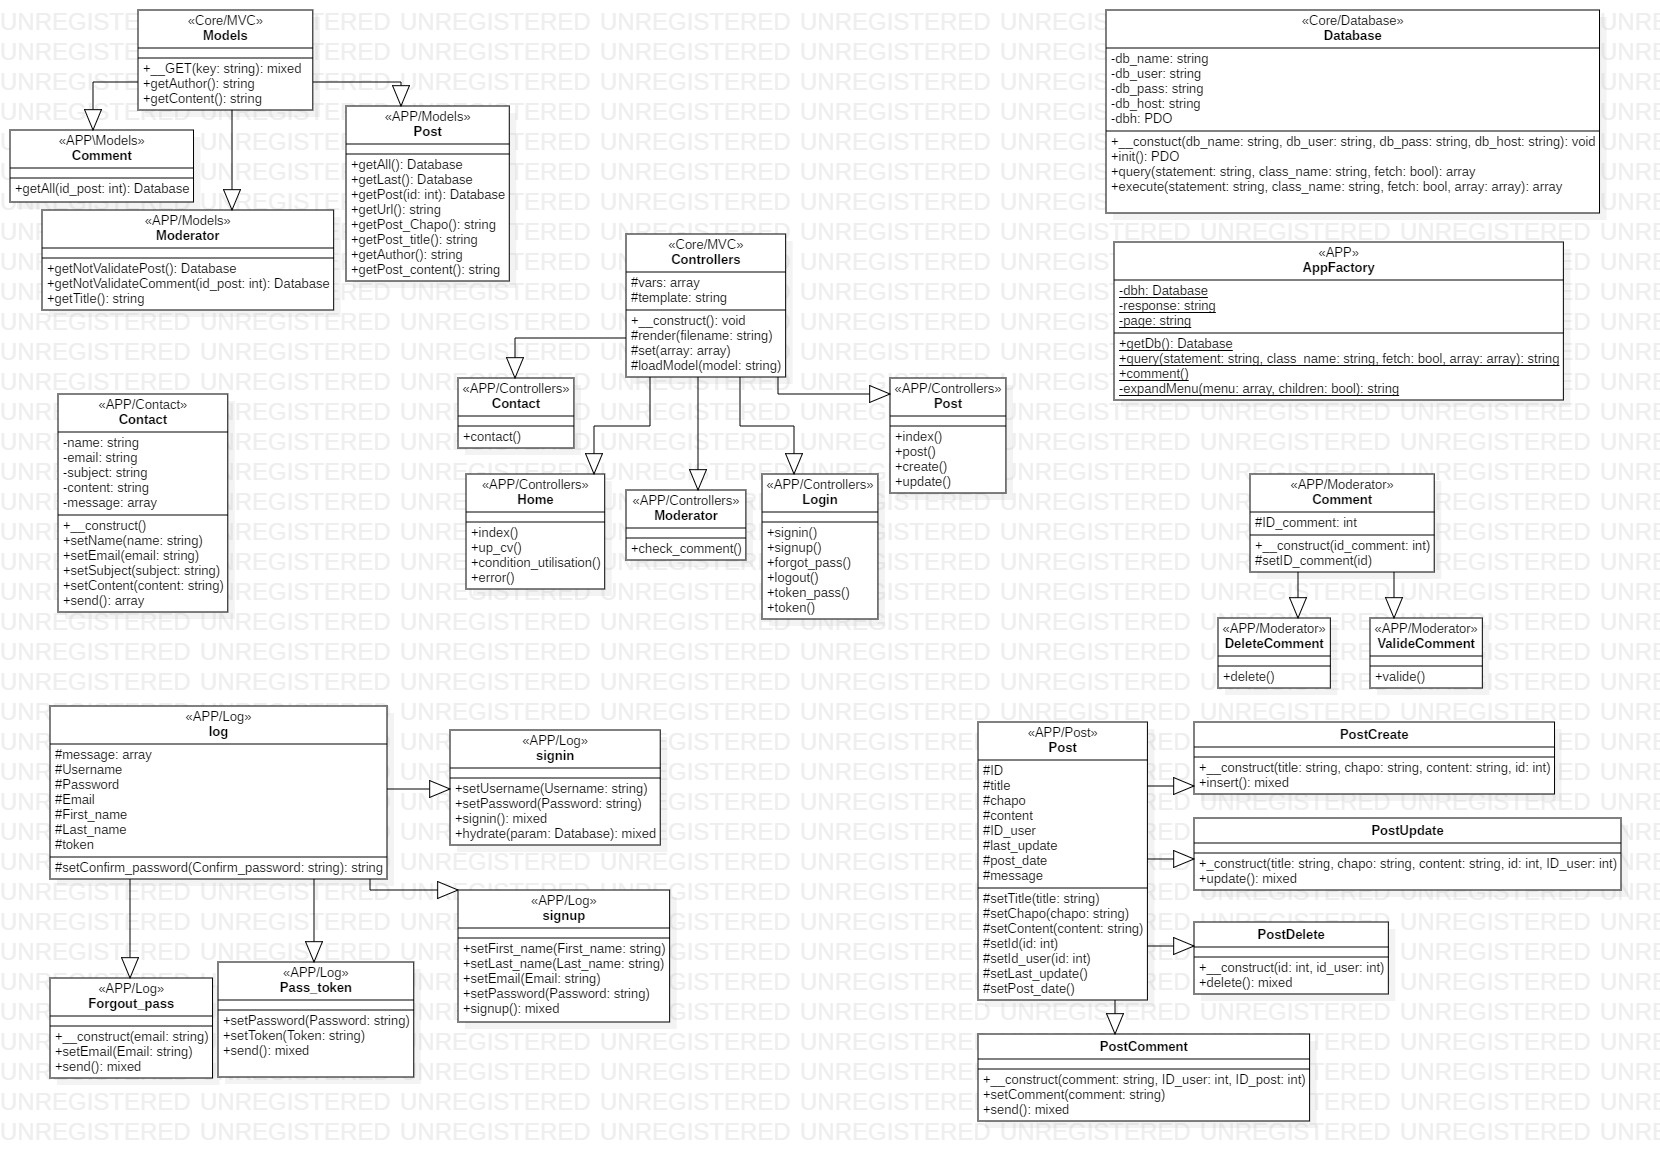 «Core/MVC»
Models
+__GET(key: string): mixed
+getAuthor(): string
+getContent(): string
«APP\Models»
Comment
+getAll(id_post: int): Database
«APP/Models»
Moderator
+getNotValidatePost(): Database
+getNotValidateComment(id_post: int): Database
+getTitle(): string
«APP/Models»
Post
+getAll(): Database
+getLast(): Database
+getPost(id: int): Database
+getUrl(): string
+getPost_Chapo(): string
+getPost_title(): string
+getAuthor(): string
+getPost_content(): string
«Core/Database»
Database
-db_name: string
-db_user: string
-db_pass: string
-db_host: string
-dbh: PDO
+__constuct(db_name: string, db_user: string, db_pass: string, db_host: string): void
+init(): PDO
+query(statement: string, class_name: string, fetch: bool): array
+execute(statement: string, class_name: string, fetch: bool, array: array): array
«Core/MVC»
Controllers
#vars: array
#template: string
+__construct(): void
#render(filename: string)
#set(array: array)
#loadModel(model: string)
«APP»
AppFactory
-dbh: Database
-response: string
-page: string
+getDb(): Database
+query(statement: string, class_name: string, fetch: bool, array: array): string
+comment()
-expandMenu(menu: array, children: bool): string
«APP/Contact»
Contact
-name: string
-email: string
-subject: string
-content: string
-message: array
+__construct()
+setName(name: string)
+setEmail(email: string)
+setSubject(subject: string)
+setContent(content: string)
+send(): array
«APP/Controllers»
Contact
+contact()
«APP/Controllers»
Home
+index()
+up_cv()
+condition_utilisation()
+error()
«APP/Controllers»
Moderator
+check_comment()
«APP/Controllers»
Login
+signin()
+signup()
+forgot_pass()
+logout()
+token_pass()
+token()
«APP/Controllers»
Post
+index()
+post()
+create()
+update()
«APP/Moderator»
Comment
#ID_comment: int
+__construct(id_comment: int)
#setID_comment(id)
«APP/Moderator»
DeleteComment
+delete()
«APP/Moderator»
ValideComment
+valide()
«APP/Log»
log
#message: array
#Username
#Password
#Email
#First_name
#Last_name
#token
#setConfirm_password(Confirm_password: string): string
«APP/Log»
signin
+setUsername(Username: string)
+setPassword(Password: string)
+signin(): mixed
+hydrate(param: Database): mixed
«APP/Log»
signup
+setFirst_name(First_name: string)
+setLast_name(Last_name: string)
+setEmail(Email: string)
+setPassword(Password: string)
+signup(): mixed
«APP/Log»
Forgout_pass
+__construct(email: string)
+setEmail(Email: string)
+send(): mixed
«APP/Log»
Pass_token
+setPassword(Password: string)
+setToken(Token: string)
+send(): mixed
«APP/Post»
Post
#ID
#title
#chapo
#content
#ID_user
#last_update
#post_date
#message
#setTitle(title: string)
#setChapo(chapo: string)
#setContent(content: string)
#setId(id: int)
#setId_user(id: int)
#setLast_update()
#setPost_date()
PostCreate
+__construct(title: string, chapo: string, content: string, id: int)
+insert(): mixed
PostUpdate
+_construct(title: string, chapo: string, content: string, id: int, ID_user: int)
+update(): mixed
PostDelete
+__construct(id: int, id_user: int)
+delete(): mixed
PostComment
+__construct(comment: string, ID_user: int, ID_post: int)
+setComment(comment: string)
+send(): mixed
UNREGISTERED